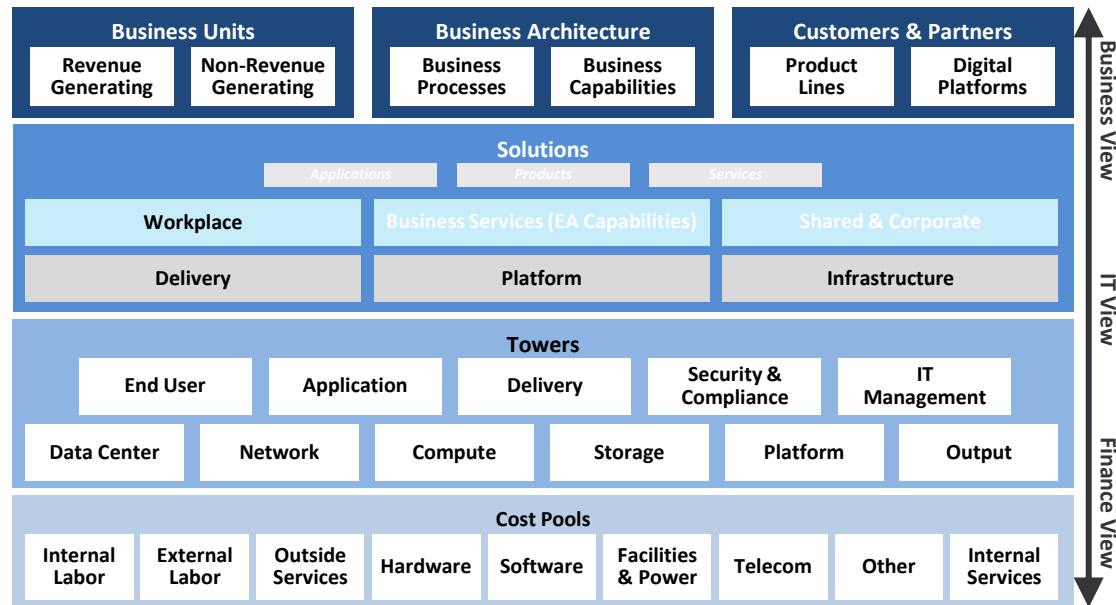 Business Units
Business Architecture
Customers & Partners
Revenue
Generating
Non-Revenue
Generating
Business
Processes
Business
Capabilities
Product
Lines
Digital
Platforms
Solutions
Applications
Products
Services
Workplace
Business Services (EA Capabilities)
Shared & Corporate
Delivery
Platform
Infrastructure
Towers
End User
Application
Delivery
Security &
Compliance
IT
Management
Data Center
Network
Compute
Storage
Platform
Output
Cost Pools
Internal
Labor
External
Labor
Outside
Services
Hardware
Software
Facilities
& Power
Telecom
Other
Internal
Services
Business View
IT View
Finance View